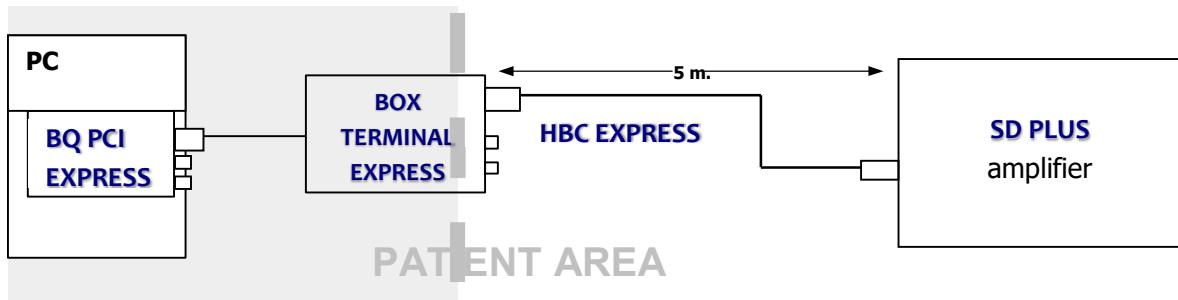 PC
BQ PCI
EXPRESS
BOX
TERMINAL
EXPRESS
5 m.
HBC EXPRESS
SD PLUS
amplifier
PATIENT AREA